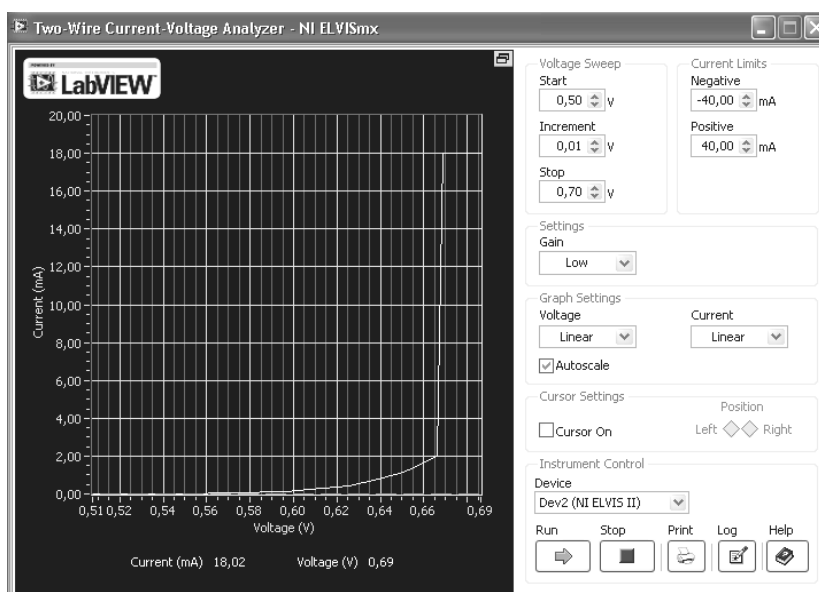 Two-Wire Current-Voltage Analyzer - NI ELVISmx
LabVIEW
20,00
18,00
16,00
14,00
12,00
10,00
8,00
6,00
4,00
2,00
0,00
Current (mA)
0,51 0,52 0,54 0,56 0,58 0,60 0,62 0,64 0,66 0,69
Voltage (V)
Current (mA) 18,02 Voltage (V) 0,69
Voltage Sweep
Start
0,50 V
Increment
0,01 V
Stop
0,70 V
Current Limits
Negative
-40,00 mA
Positive
40,00 mA
Settings
Gain
Low
Graph Settings
Voltage Current
Linear Linear
Autoscale
Cursor Settings
Position
Cursor On Left Right
Instrument Control
Device
Dev2 (NI ELVIS II)
Run Stop Print Log Help